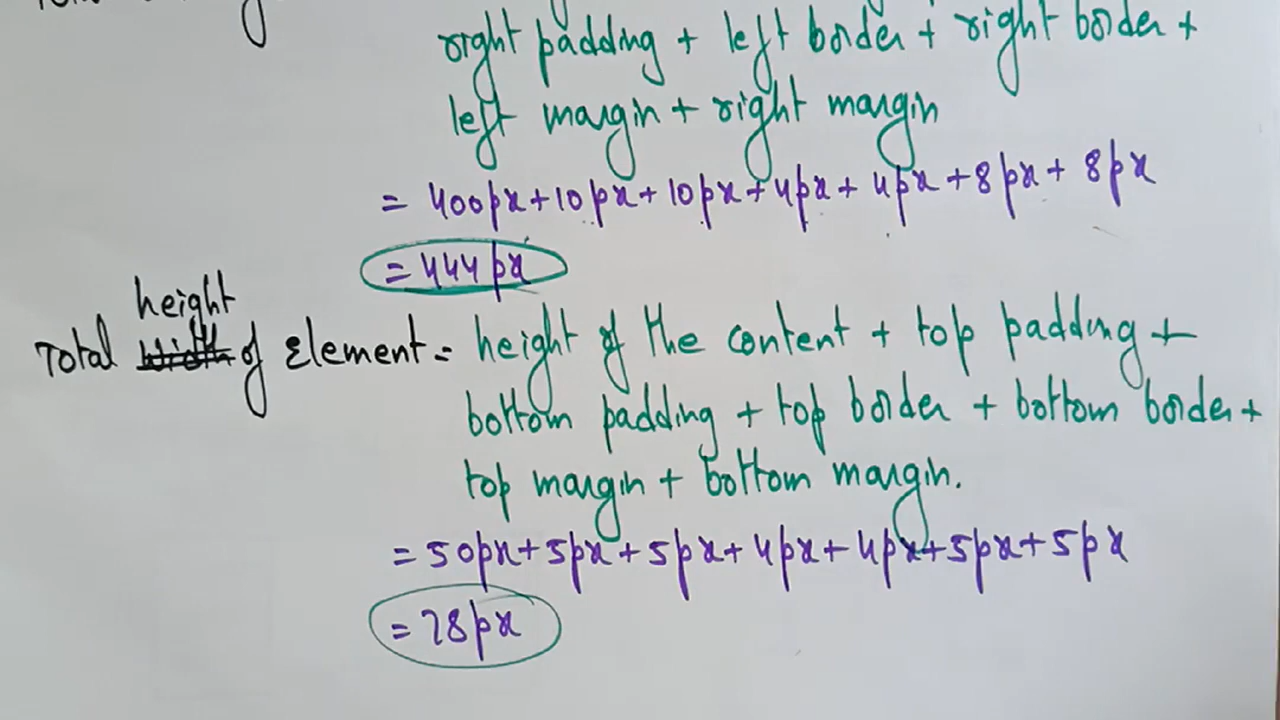 right padding + left border + right border +
left margin + right margin
= 400px + 10px + 10px + 4px + 4px + 8px + 8px
= 444px
height
Total width of Element = height of the content + top padding +
bottom padding + top border + bottom border +
top margin + bottom margin.
= 50px + 5px + 5px + 4px + 4px + 5px + 5px
= 78px